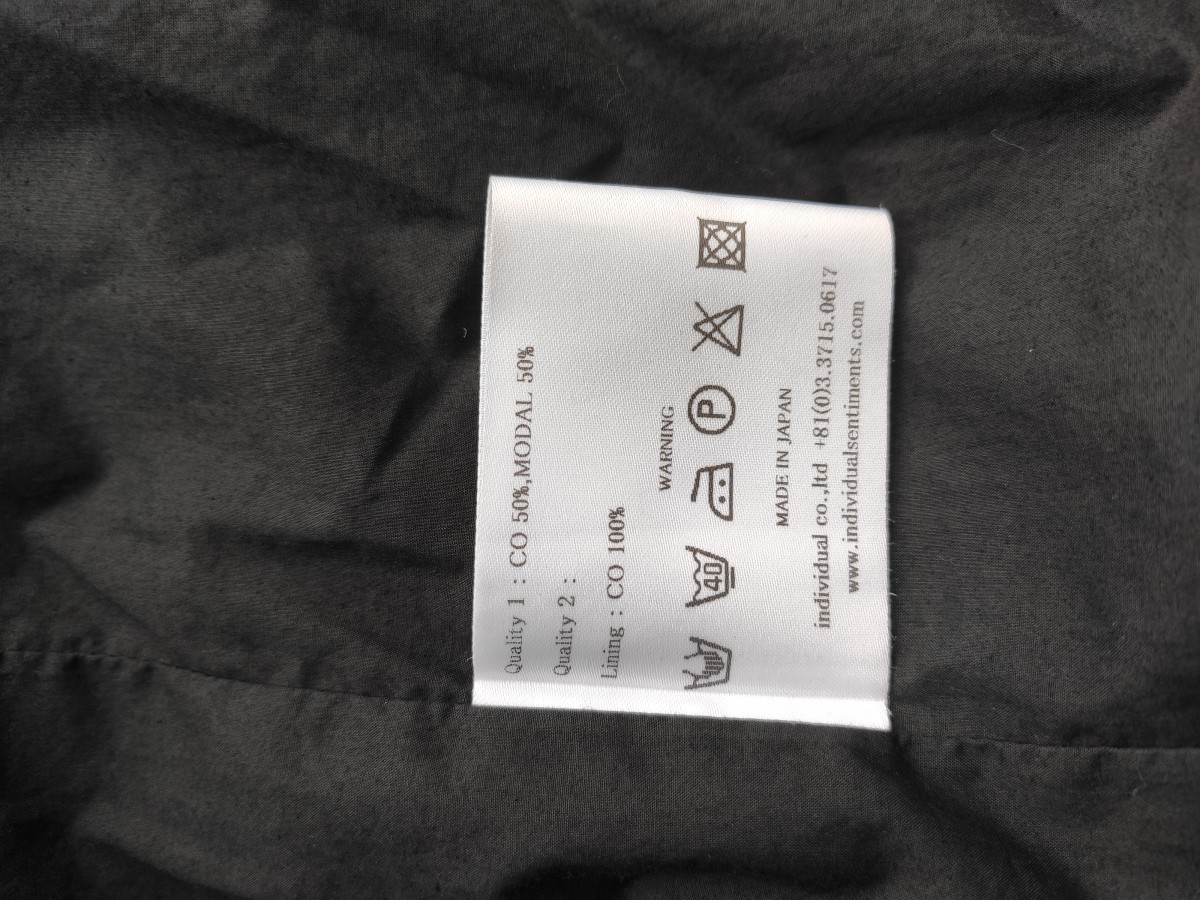 Quality 1 : CO 50%,MODAL 50%
Quality 2 :
Lining : CO 100%
WARNING
40
P
MADE IN JAPAN
individual co.,ltd +81(0)3.3715.0617
www.individualsentiments.com